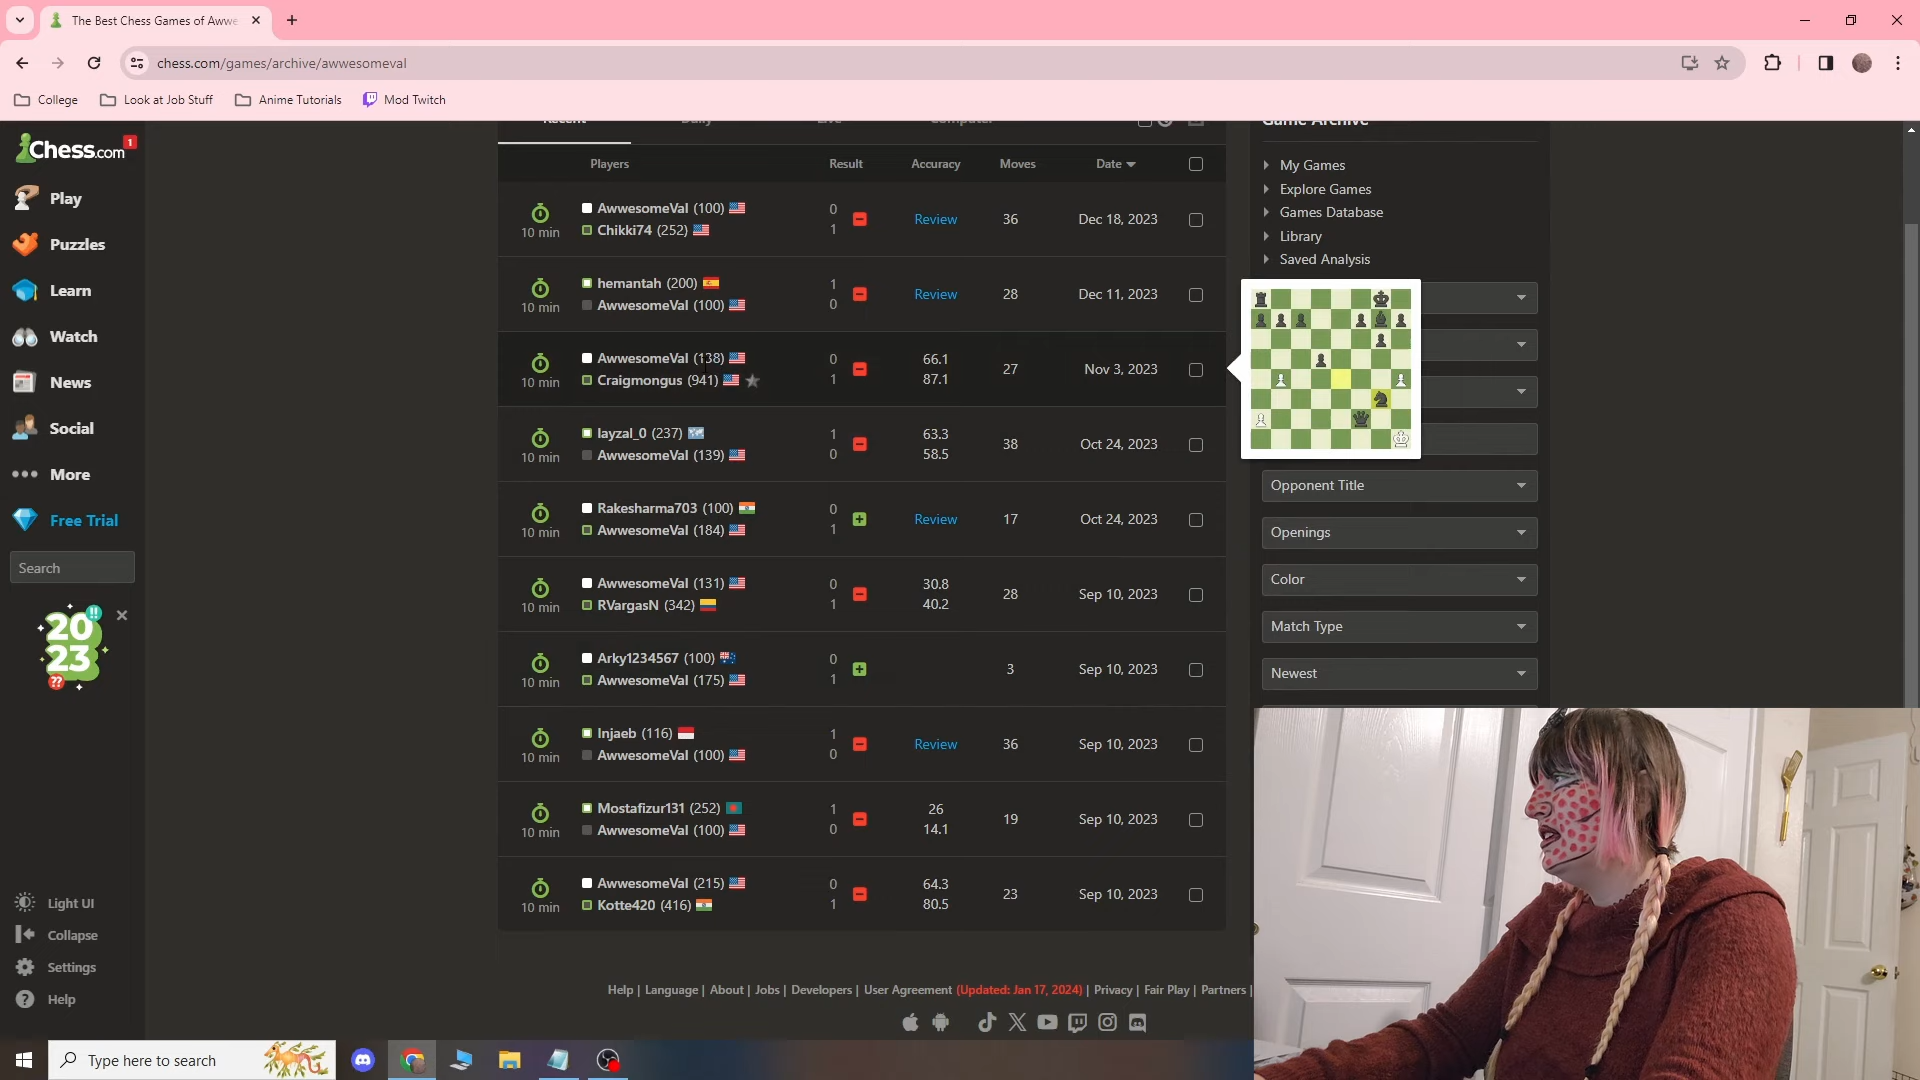 The Best Chess Games of Awwe
chess.com/games/archive/awwesomeval
College
Look at Job Stuff
Anime Tutorials
Mod Twitch
Chess.com
1
Play
Puzzles
Learn
Watch
News
Social
More
Free Trial
Search
20
23
!!
??
Light UI
Collapse
Settings
Help
Recent
Daily
Live
Computer
Players Result Accuracy Moves Date
10 min
AwwesomeVal (100) 0
Chikki74 (252) 1
Review 36 Dec 18, 2023
10 min
hemantah (200) 1
AwwesomeVal (100) 0
Review 28 Dec 11, 2023
10 min
AwwesomeVal (138) 0 66.1
Craigmongus (941) 1 87.1
27 Nov 3, 2023
10 min
layzal_0 (237) 1 63.3
AwwesomeVal (139) 0 58.5
38 Oct 24, 2023
10 min
Rakesharma703 (100) 0
AwwesomeVal (184) 1
Review 17 Oct 24, 2023
10 min
AwwesomeVal (131) 0 30.8
RVargasN (342) 1 40.2
28 Sep 10, 2023
10 min
Arky1234567 (100) 0
AwwesomeVal (175) 1
3 Sep 10, 2023
10 min
Injaeb (116) 1
AwwesomeVal (100) 0
Review 36 Sep 10, 2023
10 min
Mostafizur131 (252) 1 26
AwwesomeVal (100) 0 14.1
19 Sep 10, 2023
10 min
AwwesomeVal (215) 0 64.3
Kotte420 (416) 1 80.5
23 Sep 10, 2023
Game Archive
My Games
Explore Games
Games Database
Library
Saved Analysis
Opponent Title
Openings
Color
Match Type
Newest
Help | Language | About | Jobs | Developers | User Agreement (Updated: Jan 17, 2024) | Privacy | Fair Play | Partners |
Type here to search